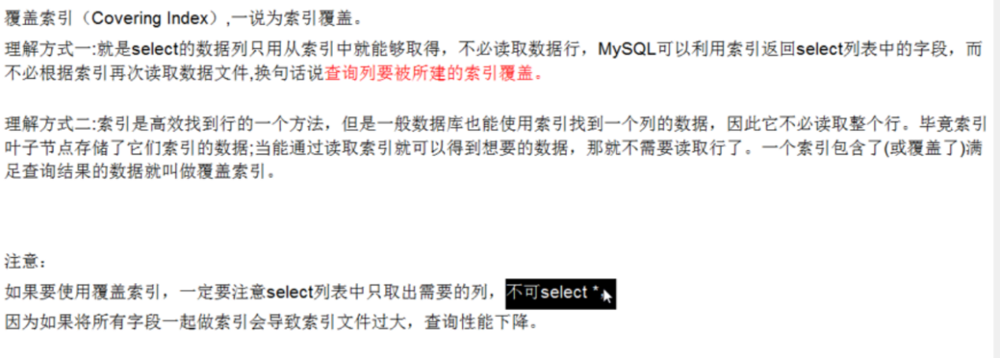 覆盖索引（Covering Index）,一说为索引覆盖。
理解方式一:就是select的数据列只用从索引中就能够取得，不必读取数据行，MySQL可以利用索引返回select列表中的字段，而
不必根据索引再次读取数据文件,换句话说查询列要被所建的索引覆盖。
理解方式二:索引是高效找到行的一个方法，但是一般数据库也能使用索引找到一个列的数据，因此它不必读取整个行。毕竟索引
叶子节点存储了它们索引的数据;当能通过读取索引就可以得到想要的数据，那就不需要读取行了。一个索引包含了(或覆盖了)满
足查询结果的数据就叫做覆盖索引。
注意：
如果要使用覆盖索引，一定要注意select列表中只取出需要的列，不可select *,
因为如果将所有字段一起做索引会导致索引文件过大，查询性能下降。